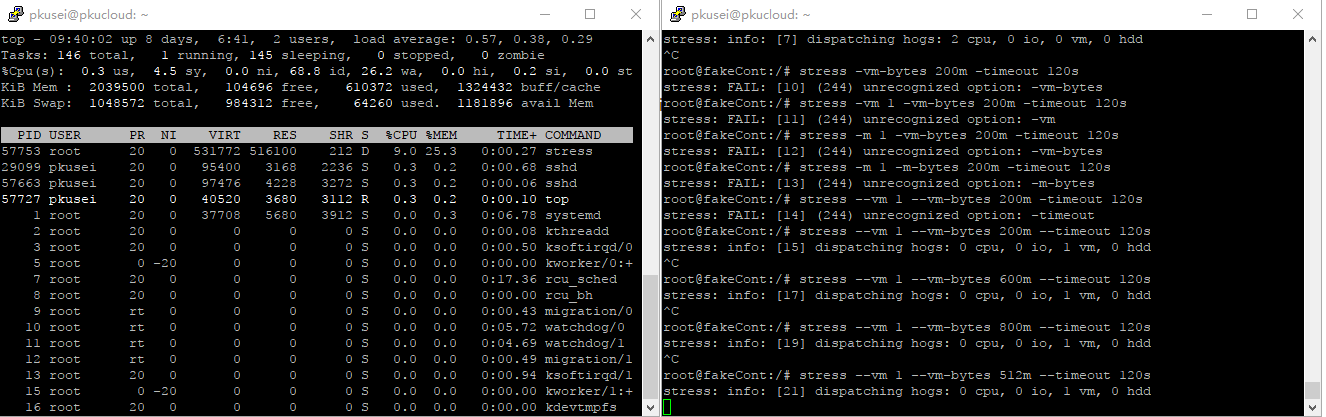 pkusei@pkucloud: ~
top - 09:40:02 up 8 days,  6:41,  2 users,  load average: 0.57, 0.38, 0.29
Tasks: 146 total,   1 running, 145 sleeping,   0 stopped,   0 zombie
%Cpu(s):  0.3 us,  4.5 sy,  0.0 ni, 68.8 id, 26.2 wa,  0.0 hi,  0.2 si,  0.0 st
KiB Mem :  2039500 total,   104696 free,   610372 used,  1324432 buff/cache
KiB Swap:  1048572 total,   984312 free,    64260 used.  1181896 avail Mem
PID USER      PR  NI    VIRT    RES    SHR S  %CPU %MEM     TIME+ COMMAND
57753 root      20   0  531772 516100    212 D   9.0 25.3   0:00.27 stress
29099 pkusei    20   0   95400   3168   2236 S   0.3  0.2   0:00.68 sshd
57663 pkusei    20   0   97476   4228   3272 S   0.3  0.2   0:00.06 sshd
57727 pkusei    20   0   40520   3680   3112 R   0.3  0.2   0:00.10 top
1 root      20   0   37708   5680   3912 S   0.0  0.3   0:06.78 systemd
2 root      20   0       0      0      0 S   0.0  0.0   0:00.08 kthreadd
3 root      20   0       0      0      0 S   0.0  0.0   0:00.50 ksoftirqd/0
5 root       0 -20       0      0      0 S   0.0  0.0   0:00.00 kworker/0:+
7 root      20   0       0      0      0 S   0.0  0.0   0:17.36 rcu_sched
8 root      20   0       0      0      0 S   0.0  0.0   0:00.00 rcu_bh
9 root      rt   0       0      0      0 S   0.0  0.0   0:00.43 migration/0
10 root      rt   0       0      0      0 S   0.0  0.0   0:05.72 watchdog/0
11 root      rt   0       0      0      0 S   0.0  0.0   0:04.69 watchdog/1
12 root      rt   0       0      0      0 S   0.0  0.0   0:00.49 migration/1
13 root      20   0       0      0      0 S   0.0  0.0   0:00.94 ksoftirqd/1
15 root       0 -20       0      0      0 S   0.0  0.0   0:00.00 kworker/1:+
16 root      20   0       0      0      0 S   0.0  0.0   0:00.00 kdevtmpfs
pkusei@pkucloud: ~
stress: info: [7] dispatching hogs: 2 cpu, 0 io, 0 vm, 0 hdd
^C
root@fakeCont:/# stress -vm-bytes 200m -timeout 120s
stress: FAIL: [10] (244) unrecognized option: -vm-bytes
root@fakeCont:/# stress -vm 1 -vm-bytes 200m -timeout 120s
stress: FAIL: [11] (244) unrecognized option: -vm
root@fakeCont:/# stress -m 1 -vm-bytes 200m -timeout 120s
stress: FAIL: [12] (244) unrecognized option: -vm-bytes
root@fakeCont:/# stress -m 1 -m-bytes 200m -timeout 120s
stress: FAIL: [13] (244) unrecognized option: -m-bytes
root@fakeCont:/# stress --vm 1 --vm-bytes 200m -timeout 120s
stress: FAIL: [14] (244) unrecognized option: -timeout
root@fakeCont:/# stress --vm 1 --vm-bytes 200m --timeout 120s
stress: info: [15] dispatching hogs: 0 cpu, 0 io, 1 vm, 0 hdd
^C
root@fakeCont:/# stress --vm 1 --vm-bytes 600m --timeout 120s
stress: info: [17] dispatching hogs: 0 cpu, 0 io, 1 vm, 0 hdd
^C
root@fakeCont:/# stress --vm 1 --vm-bytes 800m --timeout 120s
stress: info: [19] dispatching hogs: 0 cpu, 0 io, 1 vm, 0 hdd
^C
root@fakeCont:/# stress --vm 1 --vm-bytes 512m --timeout 120s
stress: info: [21] dispatching hogs: 0 cpu, 0 io, 1 vm, 0 hdd